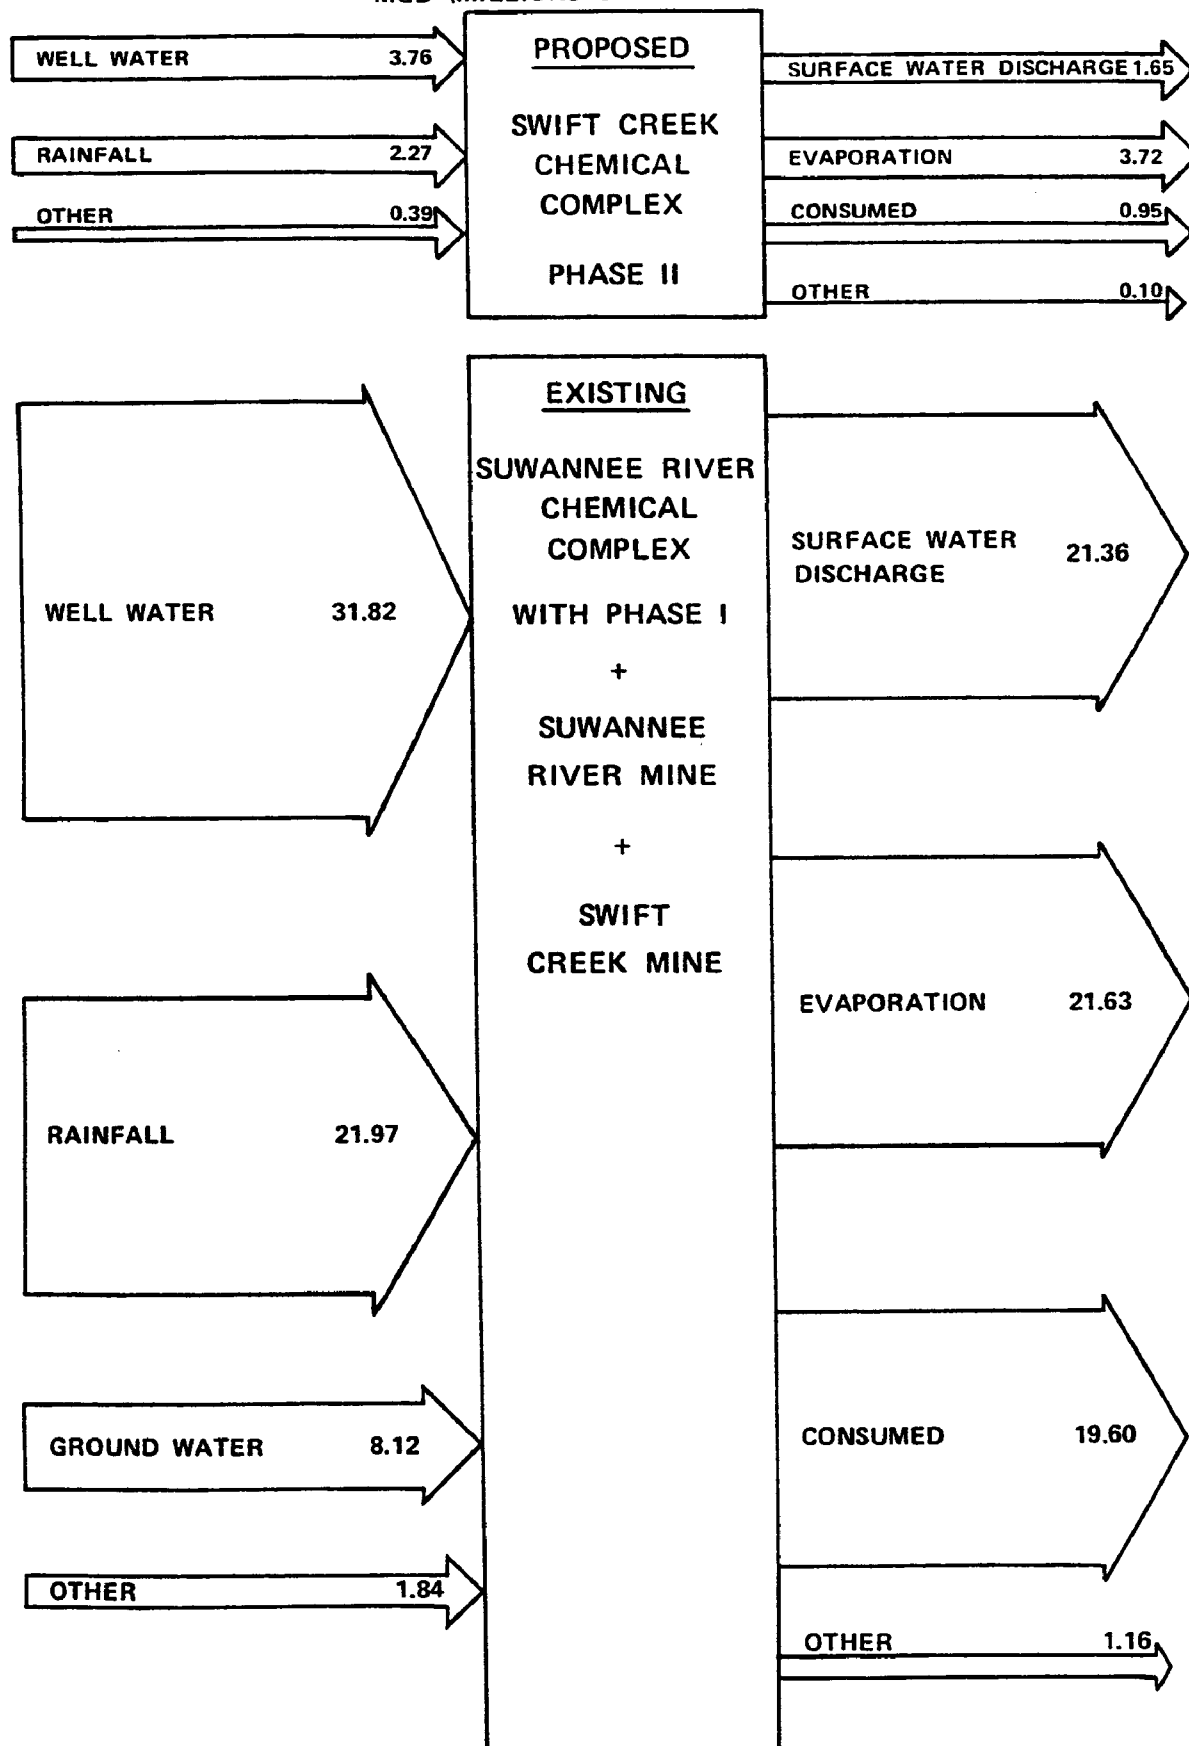 WELL WATER 3.76
RAINFALL 2.27
OTHER 0.39
PROPOSED
SWIFT CREEK
CHEMICAL
COMPLEX
PHASE II
SURFACE WATER DISCHARGE 1.65
EVAPORATION 3.72
CONSUMED 0.95
OTHER 0.10
WELL WATER 31.82
RAINFALL 21.97
GROUND WATER 8.12
OTHER 1.84
EXISTING
SUWANNEE RIVER
CHEMICAL
COMPLEX
WITH PHASE I
+
SUWANNEE
RIVER MINE
+
SWIFT
CREEK MINE
SURFACE WATER 21.36
DISCHARGE
EVAPORATION 21.63
CONSUMED 19.60
OTHER 1.16